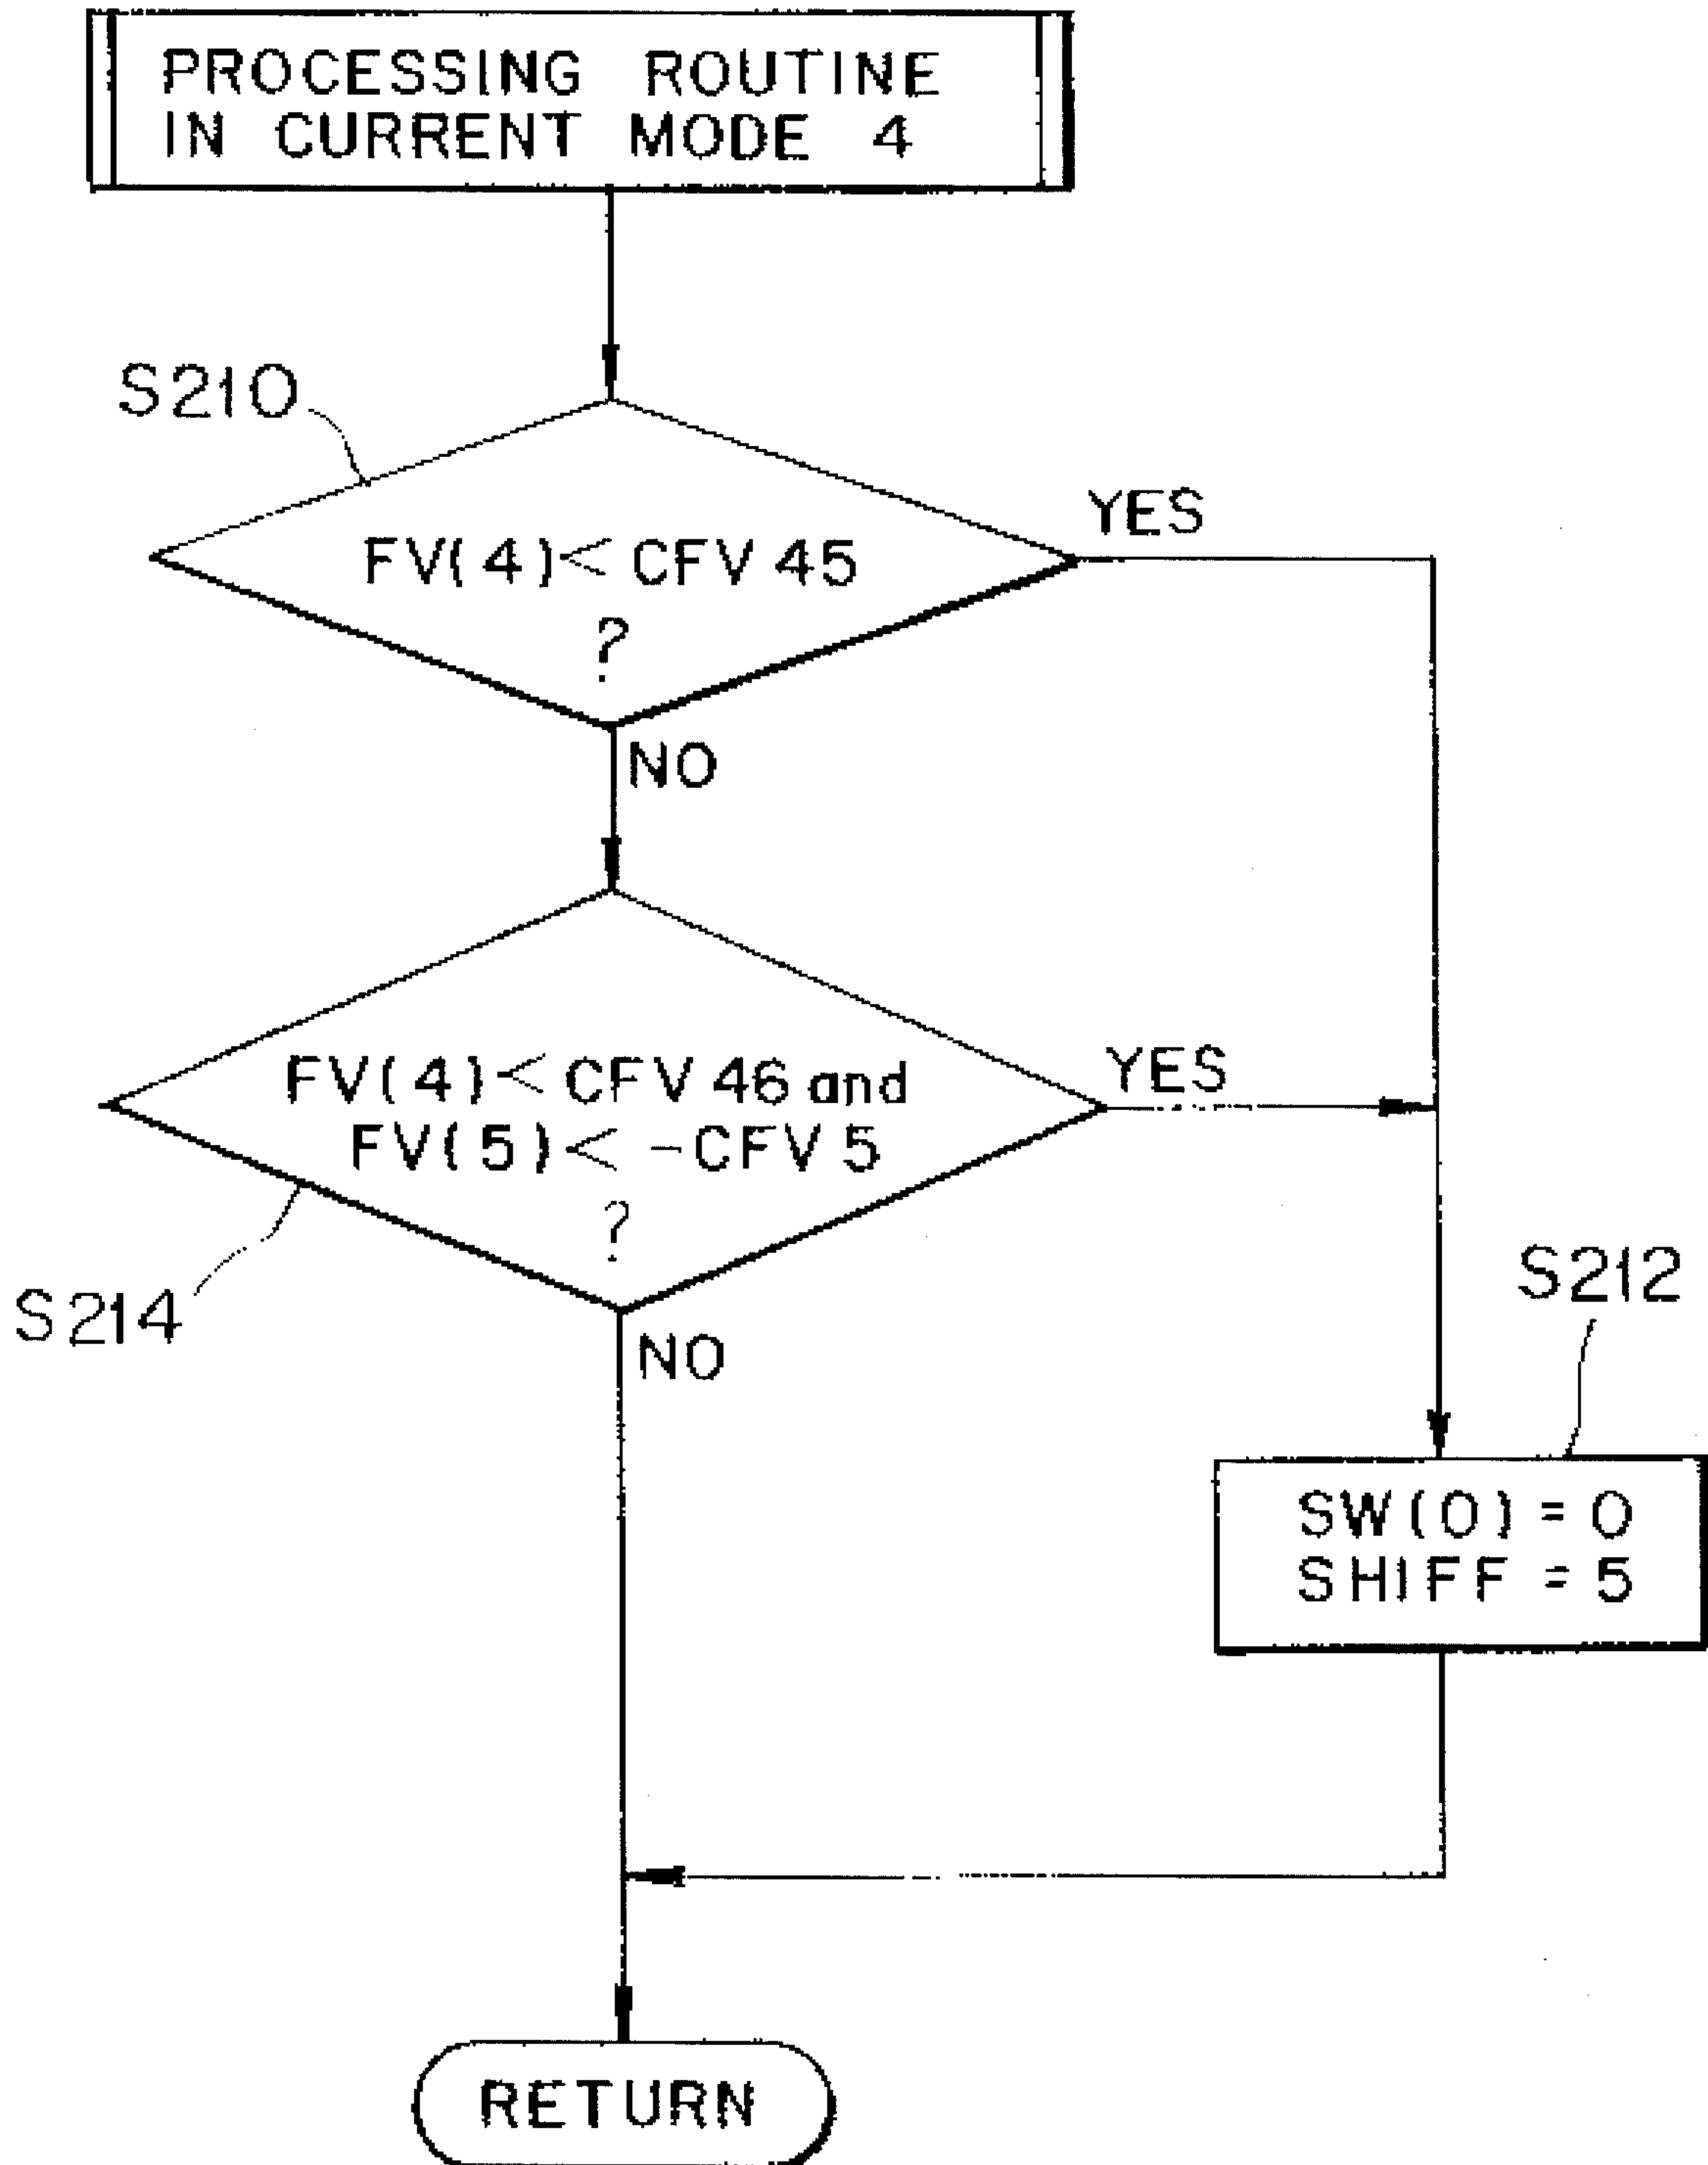 PROCESSING ROUTINE
IN CURRENT MODE 4
S210
FV(4)< CFV 45
?
YES
NO
FV(4)< CFV 46 and
FV(5)< -CFV 5
?
YES
S214
NO
S212
SW(0) = 0
SHIFF = 5
RETURN